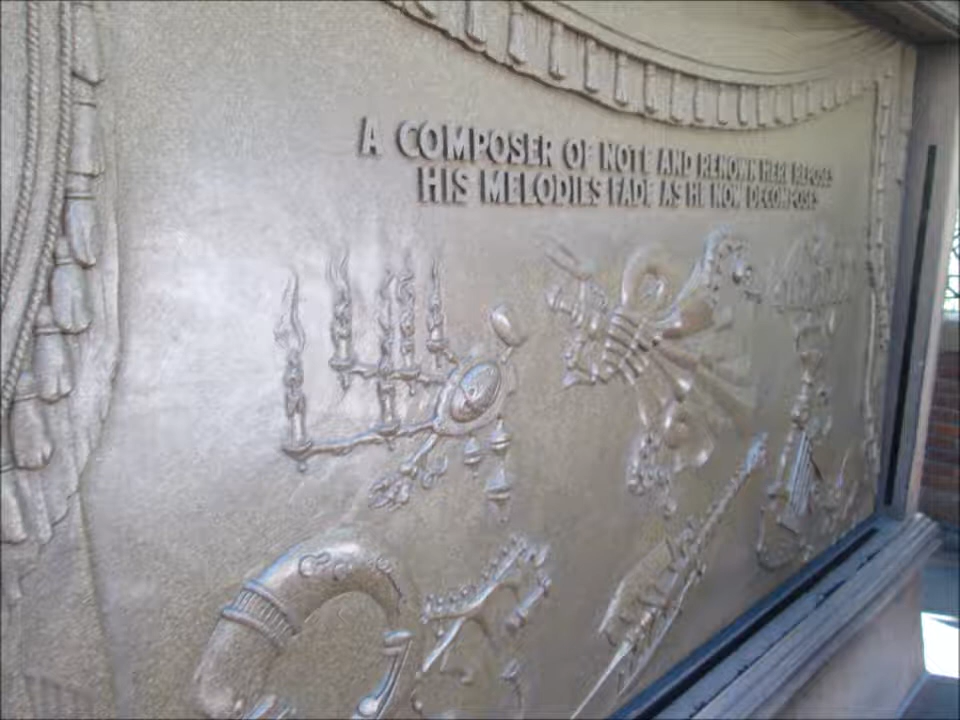 A COMPOSER OF NOTE AND RENOWN HERE REPOSES
HIS MELODIES FADE AS HE NOW DECOMPOSES